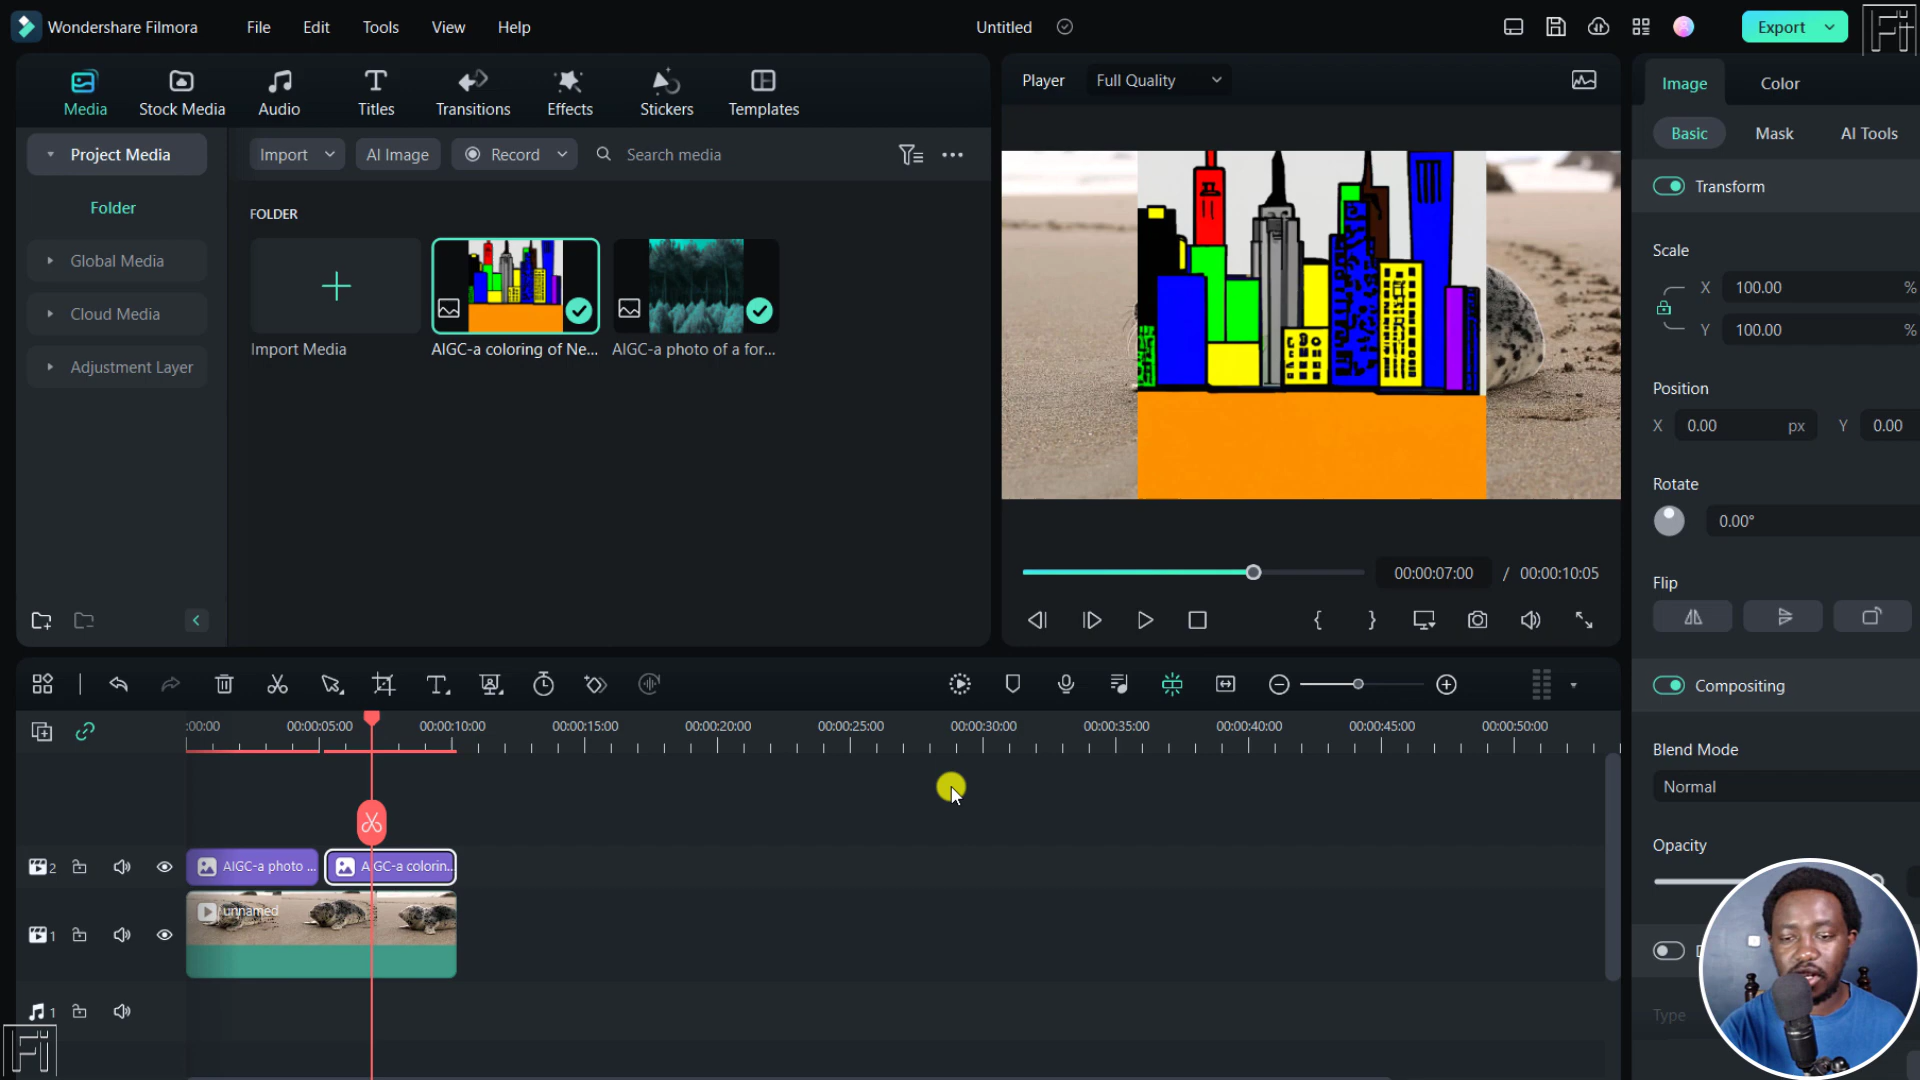 Wondershare Filmora File Edit Tools View Help Untitled Export
Fi
Media Stock Media Audio Titles Transitions Effects Stickers Templates
Project Media
Folder
Global Media
Cloud Media
Adjustment Layer
Import AI Image Record Search media
FOLDER
Import Media AIGC-a coloring of Ne... AIGC-a photo of a for...
Player Full Quality
00:00:07:00 / 00:00:10:05
{ }
Image Color
Basic Mask AI Tools
Transform
Scale
X 100.00 %
Y 100.00 %
Position
X 0.00 px Y 0.00
Rotate
0.00°
Flip
Compositing
Blend Mode
Normal
Opacity
Type
:00:00 00:00:05:00 00:00:10:00 00:00:15:00 00:00:20:00 00:00:25:00 00:00:30:00 00:00:35:00 00:00:40:00 00:00:45:00 00:00:50:00
2 AIGC-a photo ... AIGC-a colorin...
unnamed
1
1
Fi